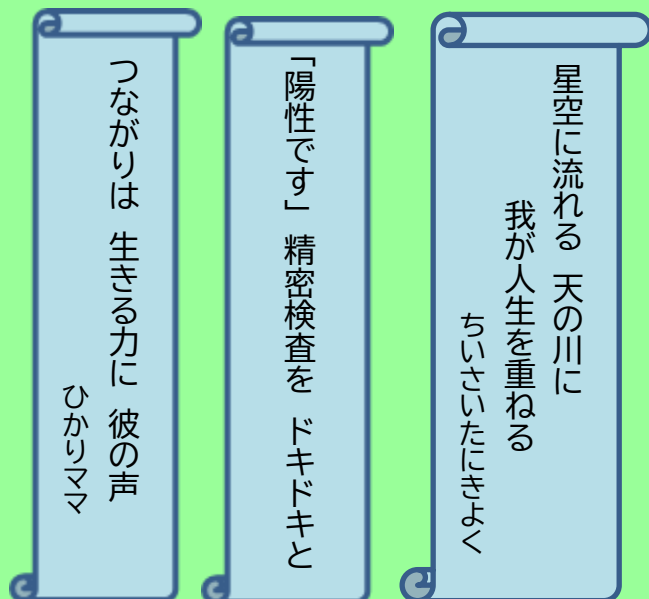 星空に流れる 天の川に
我が人生を重ねる
ちいさいたにきよく
「陽性です」 精密検査を ドキドキと
つながりは 生きる力に 彼の声
ひかりママ